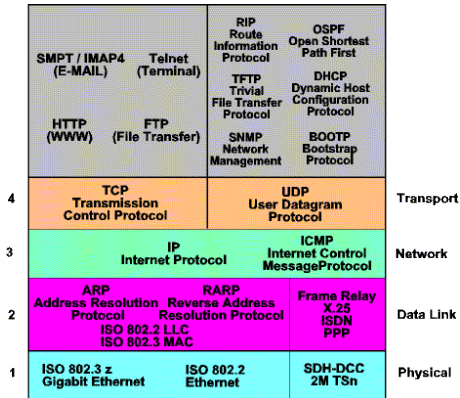 SMPT / IMAP4
(E-MAIL)
Telnet
(Terminal)
HTTP
(WWW)
FTP
(File Transfer)
RIP
Route
Information
Protocol
OSPF
Open Shortest
Path First
TFTP
Trivial
File Transfer
Protocol
DHCP
Dynamic Host
Configuration
Protocol
SNMP
Network
Management
BOOTP
Bootstrap
Protocol
4
TCP
Transmission
Control Protocol
UDP
User Datagram
Protocol
Transport
3
IP
Internet Protocol
ICMP
Internet Control
MessageProtocol
Network
2
ARP
Address Resolution
Protocol
RARP
Reverse Address
Resolution Protocol
ISO 802.2 LLC
ISO 802.3 MAC
Frame Relay
X.25
ISDN
PPP
Data Link
1
ISO 802.3 z
Gigabit Ethernet
ISO 802.2
Ethernet
SDH-DCC
2M TSn
Physical